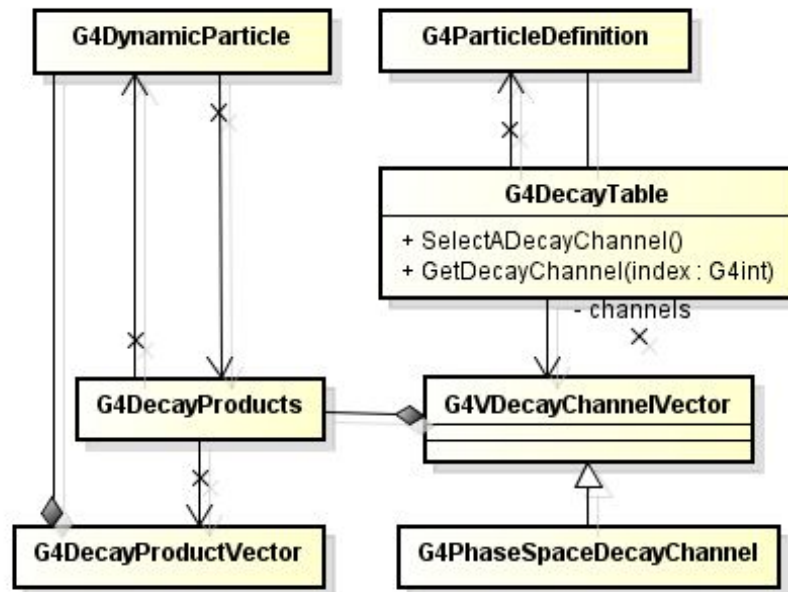 G4DynamicParticle
G4ParticleDefinition
G4DecayTable
+ SelectADecayChannel()
+ GetDecayChannel(index : G4int)
- channels
G4DecayProducts
G4VDecayChannelVector
G4DecayProductVector
G4PhaseSpaceDecayChannel